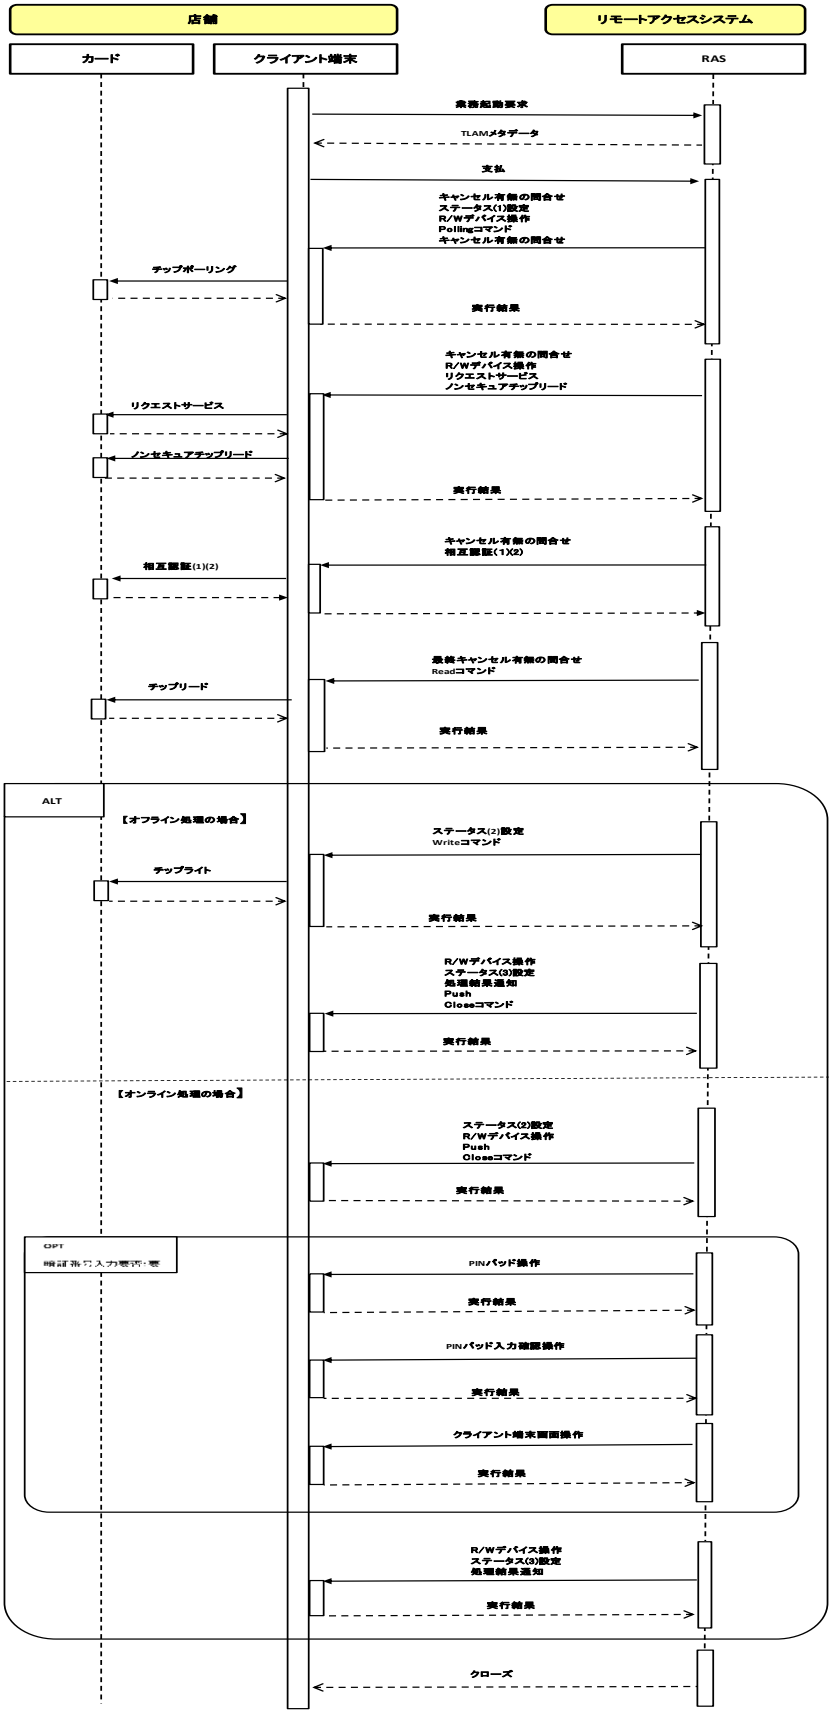 店舗
リモートアクセスシステム
カード
クライアント端末
RAS
業務起動要求
TLAMメタデータ
支払
キャンセル有無の問合せ
ステータス(1)設定
R/Wデバイス操作
Pollingコマンド
キャンセル有無の問合せ
チップポーリング
実行結果
キャンセル有無の問合せ
R/Wデバイス操作
リクエストサービス
ノンセキュアチップリード
リクエストサービス
ノンセキュアチップリード
実行結果
キャンセル有無の問合せ
相互認証(1)(2)
相互認証(1)(2)
最終キャンセル有無の問合せ
Readコマンド
チップリード
実行結果
ALT
【オフライン処理の場合】
ステータス(2)設定
Writeコマンド
チップライト
実行結果
R/Wデバイス操作
ステータス(3)設定
処理結果通知
Push
Closeコマンド
実行結果
【オンライン処理の場合】
ステータス(2)設定
R/Wデバイス操作
Push
Closeコマンド
実行結果
OPT
暗証番号入力要否:要
PINパッド操作
実行結果
PINパッド入力確認操作
実行結果
クライアント端末画面操作
実行結果
R/Wデバイス操作
ステータス(3)設定
処理結果通知
実行結果
クローズ